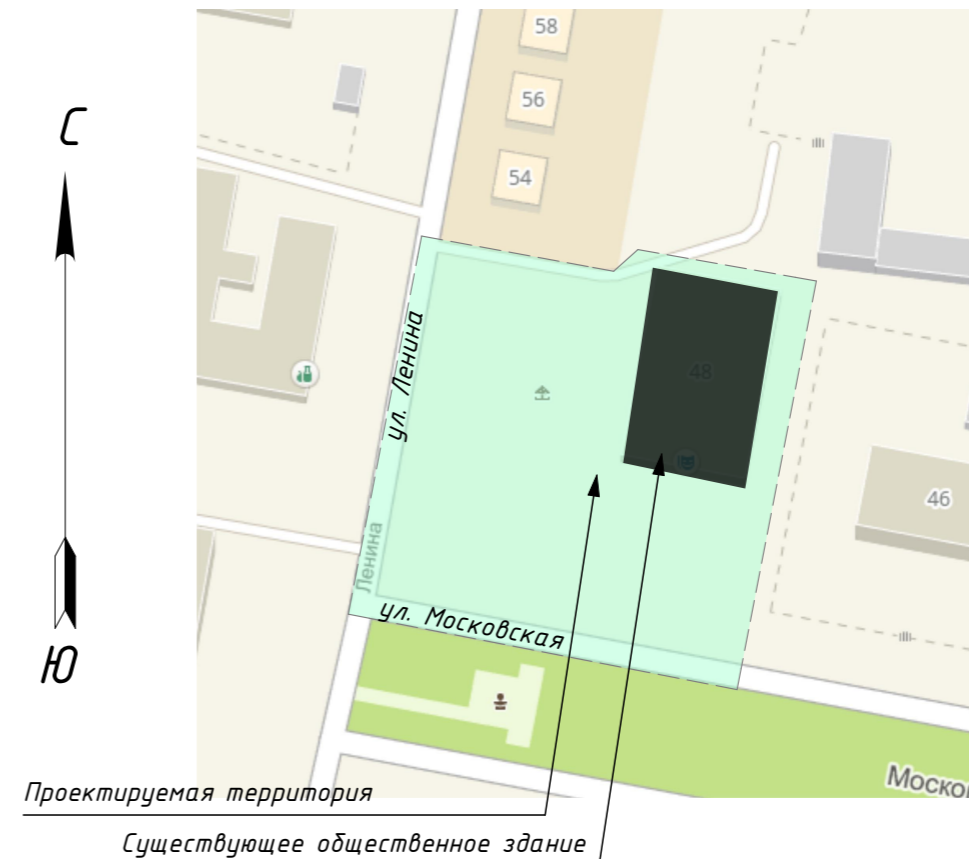 58
С
56
54
ул. Ленина
48
46
Ленина
ул. Московская
Ю
Моско
Проектируемая территория
Существующее общественное здание